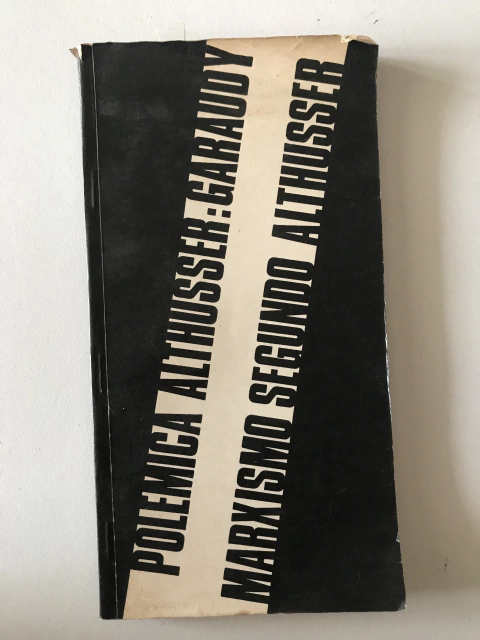 MARXISMO SEGUNDO ALTHUSSER
POLEMICA ALTHUSSER:GARAUDY